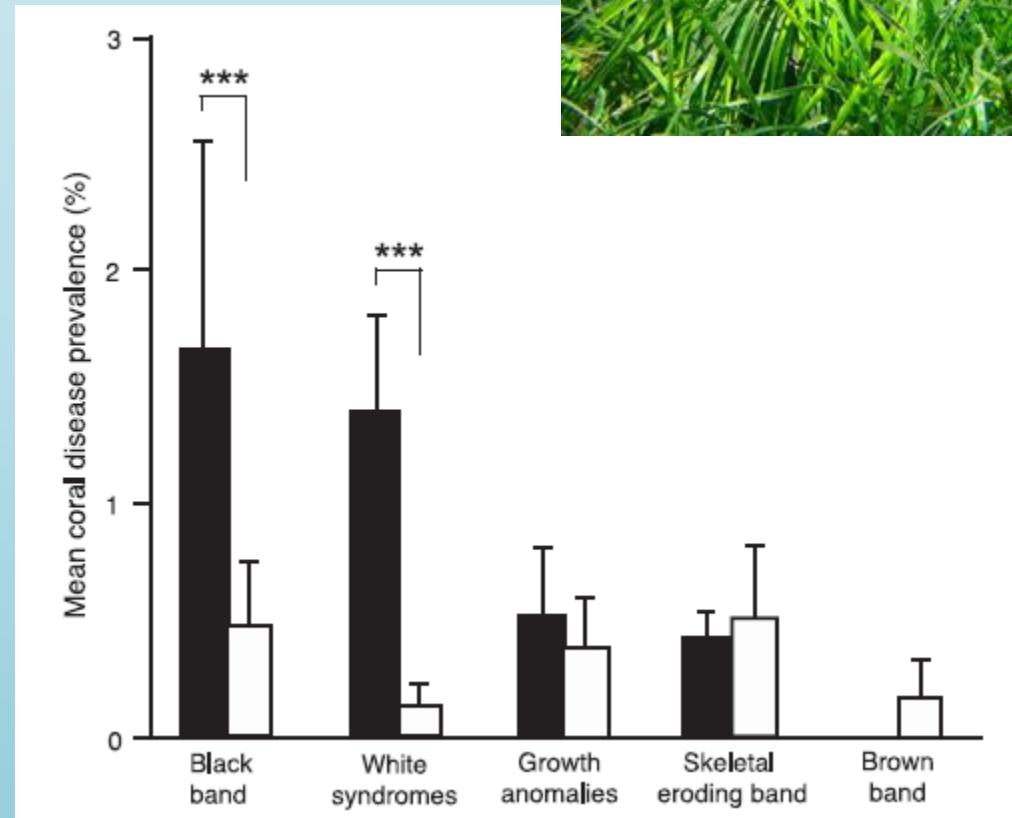 3
***
***
2
Mean coral disease prevalence (%)
1
0
Black
band
White
syndromes
Growth
anomalies
Skeletal
eroding band
Brown
band